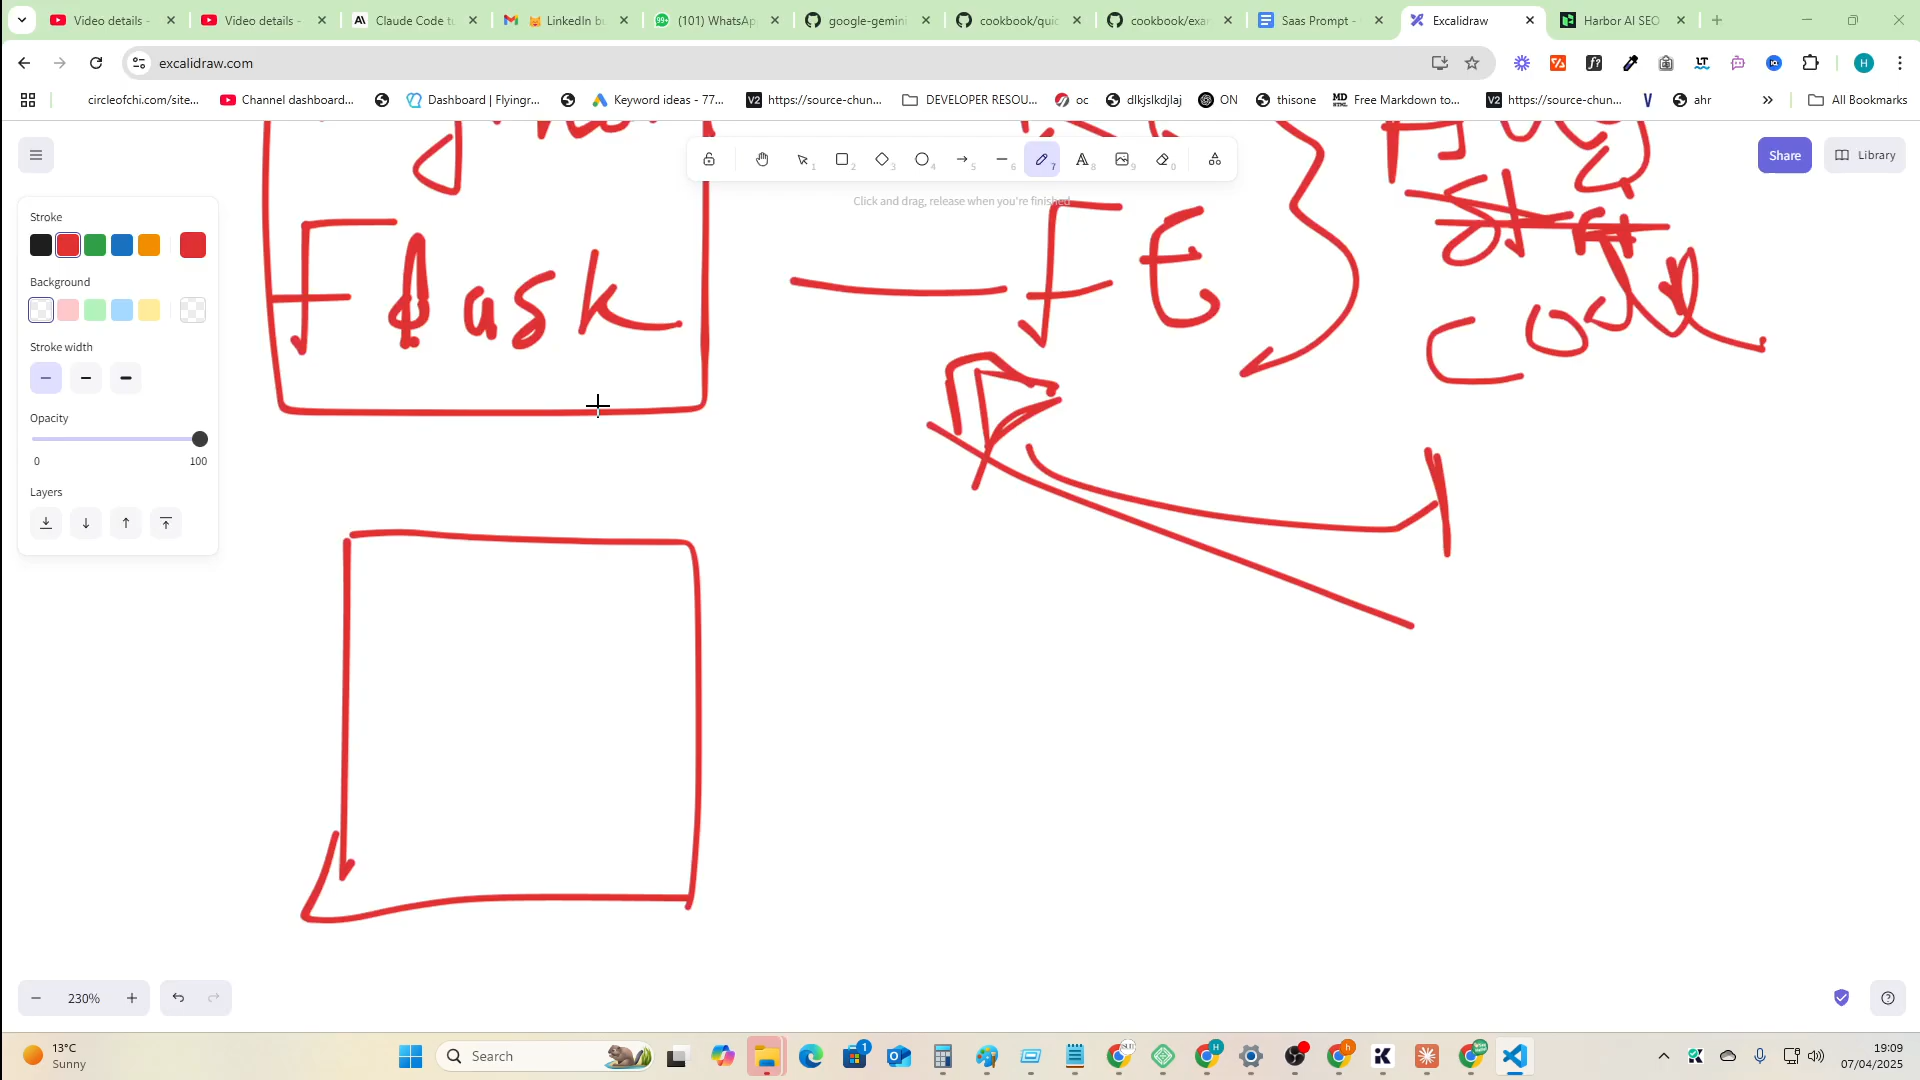 Video details -
Video details -
Claude Code tu
LinkedIn bu
(101) WhatsAp
google-gemini
cookbook/quic
cookbook/exam
Saas Prompt -
Excalidraw
Harbor AI SEO
excalidraw.com
circleofchi.com/site...
Channel dashboard...
Dashboard | Flyingr...
Keyword ideas - 77...
https://source-chun...
DEVELOPER RESOU...
oc
dlkjslkdjlaj
ON
thisone
Free Markdown to...
https://source-chun...
ahr
All Bookmarks
Share
Library
Click and drag, release when you're finished
Stroke
Background
Stroke width
Opacity
0 100
Layers
Flask
FE
Code
230%
13°C
Sunny
Search
19:09
07/04/2025